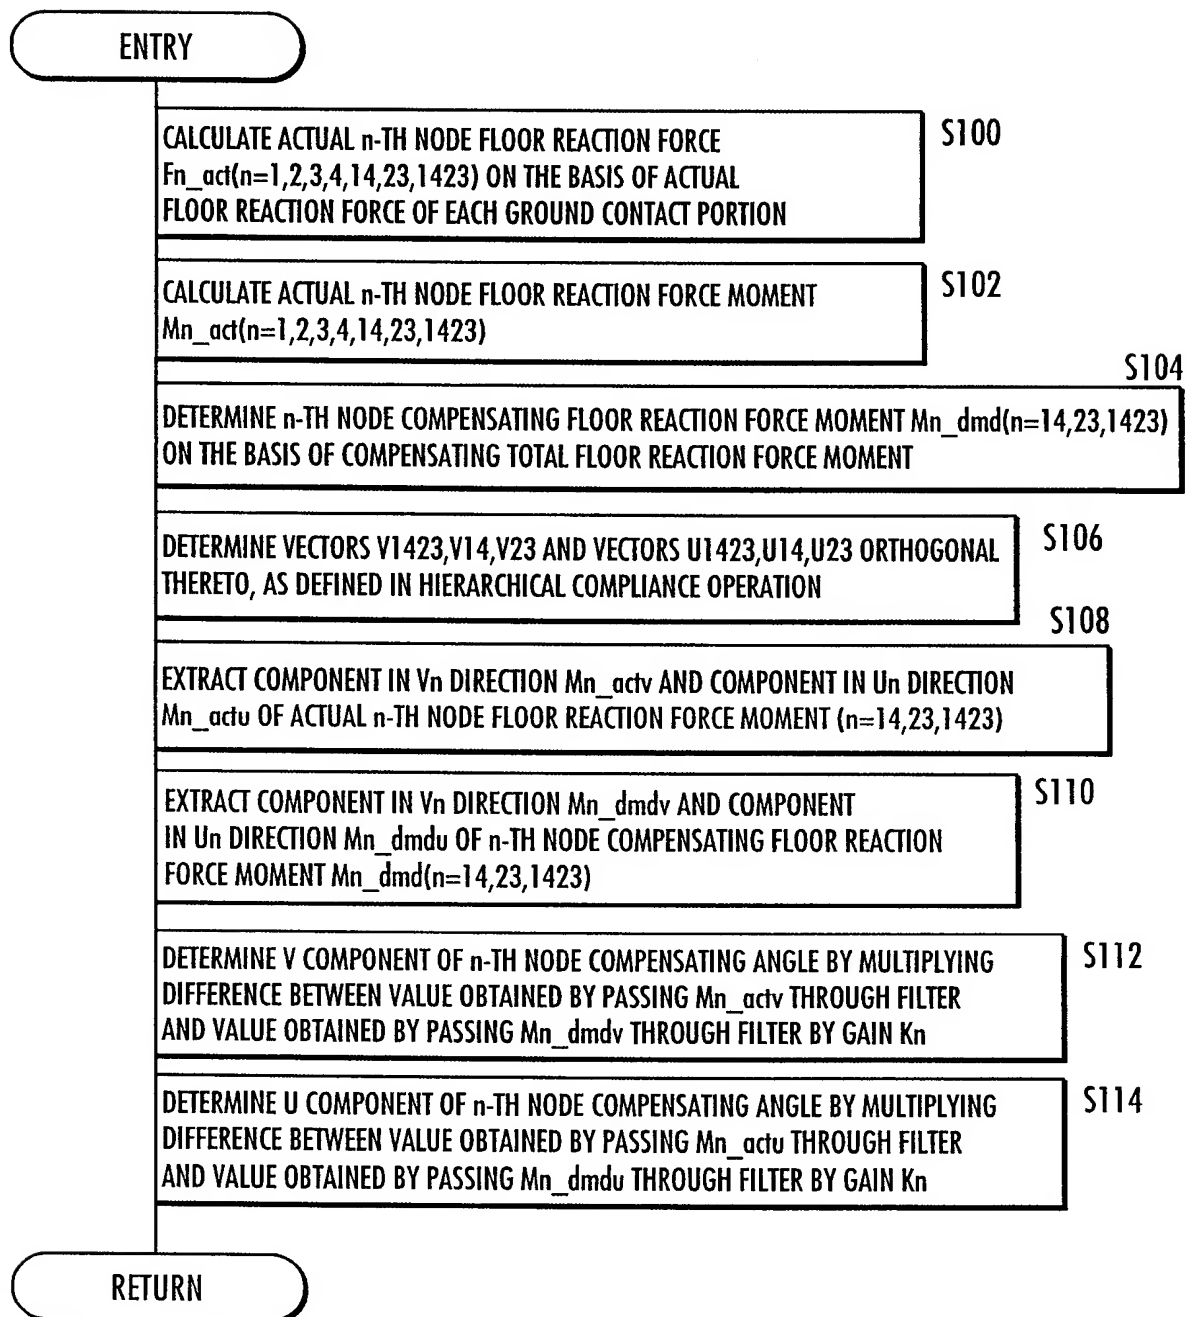 ENTRY
CALCULATE ACTUAL n-TH NODE FLOOR REACTION FORCE
Fn_act(n=1,2,3,4,14,23,1423) ON THE BASIS OF ACTUAL
FLOOR REACTION FORCE OF EACH GROUND CONTACT PORTION
S100
CALCULATE ACTUAL n-TH NODE FLOOR REACTION FORCE MOMENT
Mn_act(n=1,2,3,4,14,23,1423)
S102
S104
DETERMINE n-TH NODE COMPENSATING FLOOR REACTION FORCE MOMENT Mn_dmd(n=14,23,1423)
ON THE BASIS OF COMPENSATING TOTAL FLOOR REACTION FORCE MOMENT
DETERMINE VECTORS V1423,V14,V23 AND VECTORS U1423,U14,U23 ORTHOGONAL
THERETO, AS DEFINED IN HIERARCHICAL COMPLIANCE OPERATION
S106
S108
EXTRACT COMPONENT IN Vn DIRECTION Mn_actv AND COMPONENT IN Un DIRECTION
Mn_actu OF ACTUAL n-TH NODE FLOOR REACTION FORCE MOMENT (n=14,23,1423)
EXTRACT COMPONENT IN Vn DIRECTION Mn_dmdv AND COMPONENT
IN Un DIRECTION Mn_dmdu OF n-TH NODE COMPENSATING FLOOR REACTION
FORCE MOMENT Mn_dmd(n=14,23,1423)
S110
DETERMINE V COMPONENT OF n-TH NODE COMPENSATING ANGLE BY MULTIPLYING
DIFFERENCE BETWEEN VALUE OBTAINED BY PASSING Mn_actv THROUGH FILTER
AND VALUE OBTAINED BY PASSING Mn_dmdv THROUGH FILTER BY GAIN Kn
S112
DETERMINE U COMPONENT OF n-TH NODE COMPENSATING ANGLE BY MULTIPLYING
DIFFERENCE BETWEEN VALUE OBTAINED BY PASSING Mn_actu THROUGH FILTER
AND VALUE OBTAINED BY PASSING Mn_dmdu THROUGH FILTER BY GAIN Kn
S114
RETURN